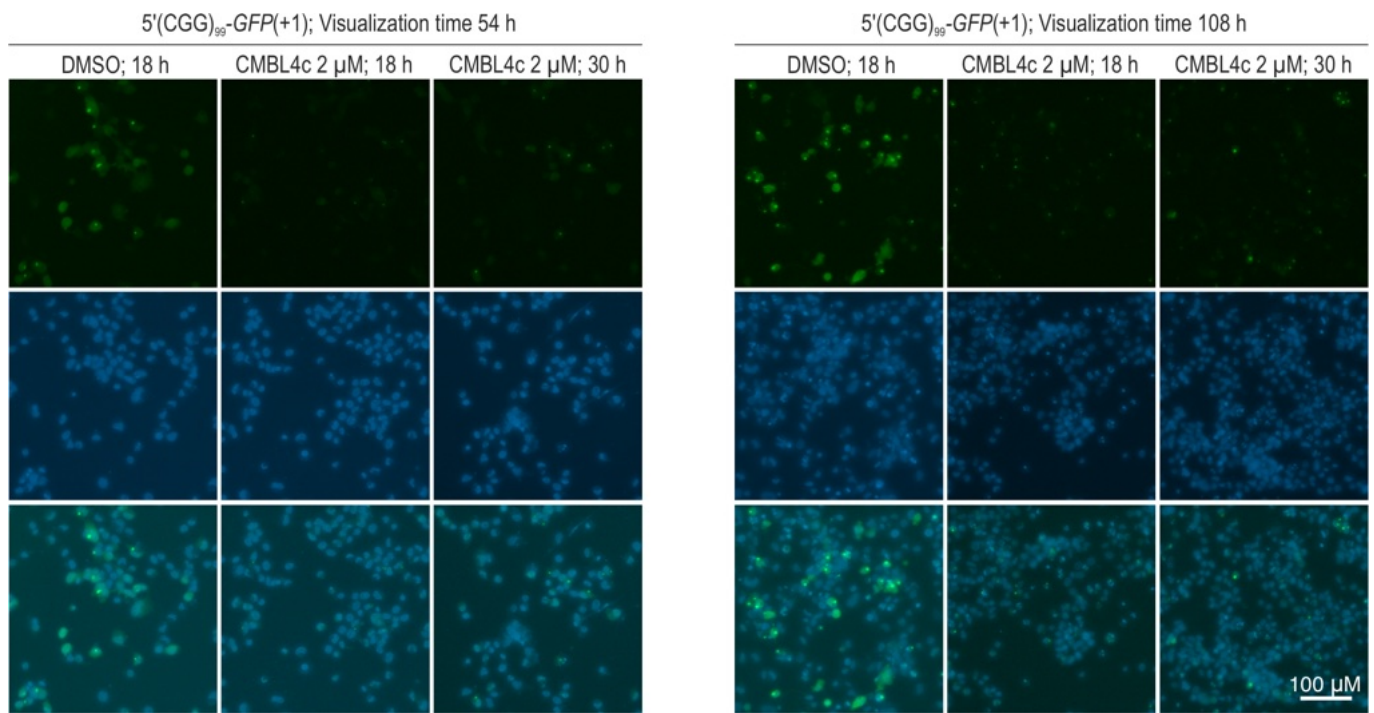 5'(CGG)₉₉-GFP(+1); Visualization time 54 h
DMSO; 18 h
CMBL4c 2 µM; 18 h
CMBL4c 2 µM; 30 h
5'(CGG)₉₉-GFP(+1); Visualization time 108 h
DMSO; 18 h
CMBL4c 2 µM; 18 h
CMBL4c 2 µM; 30 h
100 µM